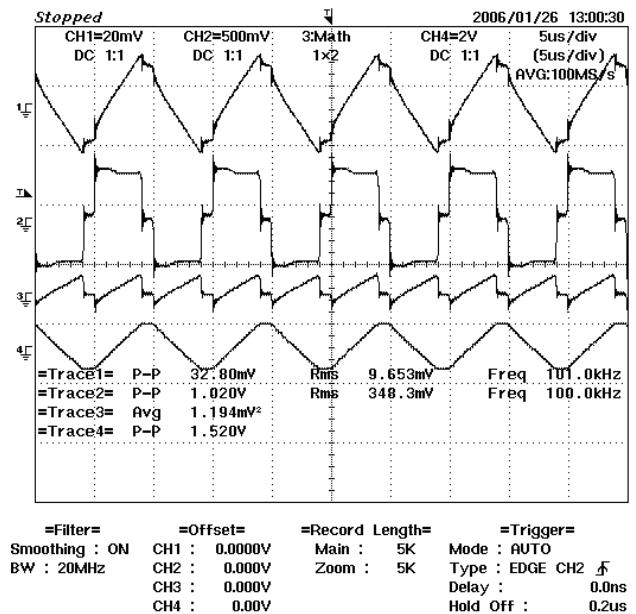 Stopped 2006/01/26 13:00:30
CH1=20mV CH2=500mV 3:Math CH4=2V 5us/div
DC 1:1 DC 1:1 1×2 DC 1:1 (5us/div)
AVG:100MS/s
T
1
T
2
3
4
=Trace1= P-P 32.80mV Rms 9.653mV Freq 101.0kHz
=Trace2= P-P 1.020V Rms 348.3mV Freq 100.0kHz
=Trace3= Avg 1.194mV²
=Trace4= P-P 1.520V
=Filter= =Offset= =Record Length= =Trigger=
Smoothing : ON CH1 : 0.0000V Main : 5K Mode : AUTO
BW : 20MHz CH2 : 0.000V Zoom : 5K Type : EDGE CH2
CH3 : 0.000V Delay : 0.0ns
CH4 : 0.00V Hold Off : 0.2us